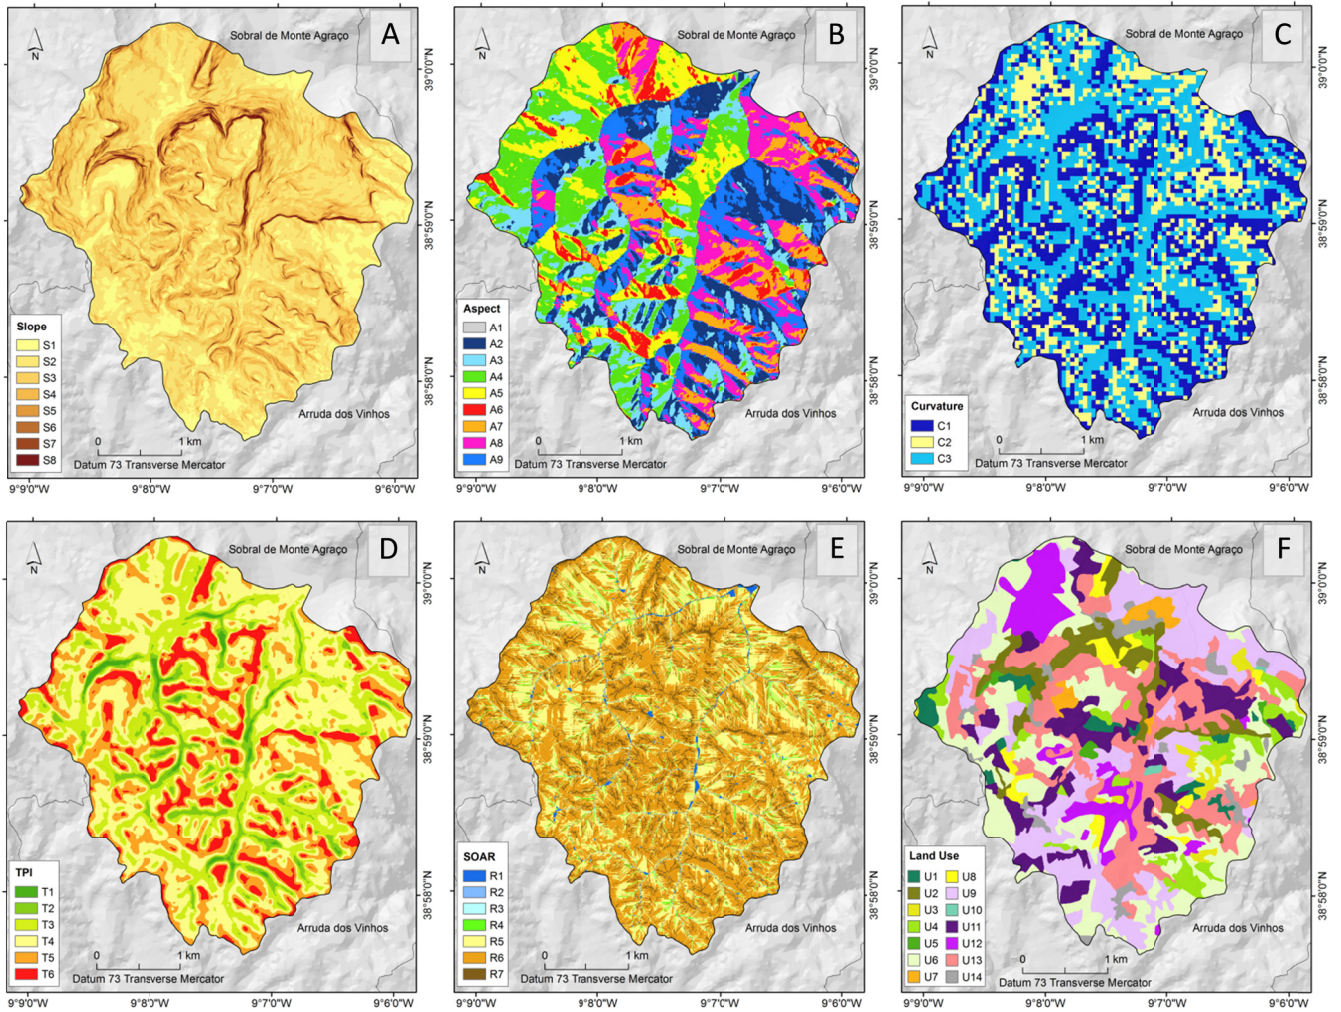 A
Sobral de Monte Agraço
N
39°0'0"N
38°59'0"N
38°58'0"N
Slope
S1
S2
S3
S4
S5
S6
S7
S8
Arruda dos Vinhos
0 1 km
Datum 73 Transverse Mercator
9°9'0"W 9°8'0"W 9°7'0"W 9°6'0"W
B
Sobral de Monte Agraço
N
39°0'0"N
38°59'0"N
38°58'0"N
Aspect
A1
A2
A3
A4
A5
A6
A7
A8
A9
Arruda dos Vinhos
0 1 km
Datum 73 Transverse Mercator
9°9'0"W 9°8'0"W 9°7'0"W 9°6'0"W
C
Sobral de Monte Agraço
N
39°0'0"N
38°59'0"N
38°58'0"N
Curvature
C1
C2
C3
Arruda dos Vinhos
0 1 km
Datum 73 Transverse Mercator
9°9'0"W 9°8'0"W 9°7'0"W 9°6'0"W
D
Sobral de Monte Agraço
N
39°0'0"N
38°59'0"N
38°58'0"N
TPI
T1
T2
T3
T4
T5
T6
Arruda dos Vinhos
0 1 km
Datum 73 Transverse Mercator
9°9'0"W 9°8'0"W 9°7'0"W 9°6'0"W
E
Sobral de Monte Agraço
N
39°0'0"N
38°59'0"N
38°58'0"N
SOAR
R1
R2
R3
R4
R5
R6
R7
Arruda dos Vinhos
0 1 km
Datum 73 Transverse Mercator
9°9'0"W 9°8'0"W 9°7'0"W 9°6'0"W
F
Sobral de Monte Agraço
N
39°0'0"N
38°59'0"N
38°58'0"N
Land Use
U1 U8
U2 U9
U3 U10
U4 U11
U5 U12
U6 U13
U7 U14
Arruda dos Vinhos
0 1 km
Datum 73 Transverse Mercator
9°9'0"W 9°8'0"W 9°7'0"W 9°6'0"W